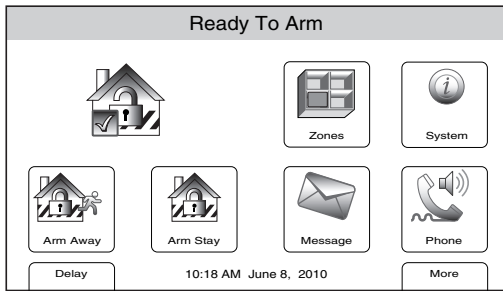 Ready To Arm
Zones
System
Arm Away
Arm Stay
Message
Phone
Delay
10:18 AM June 8, 2010
More